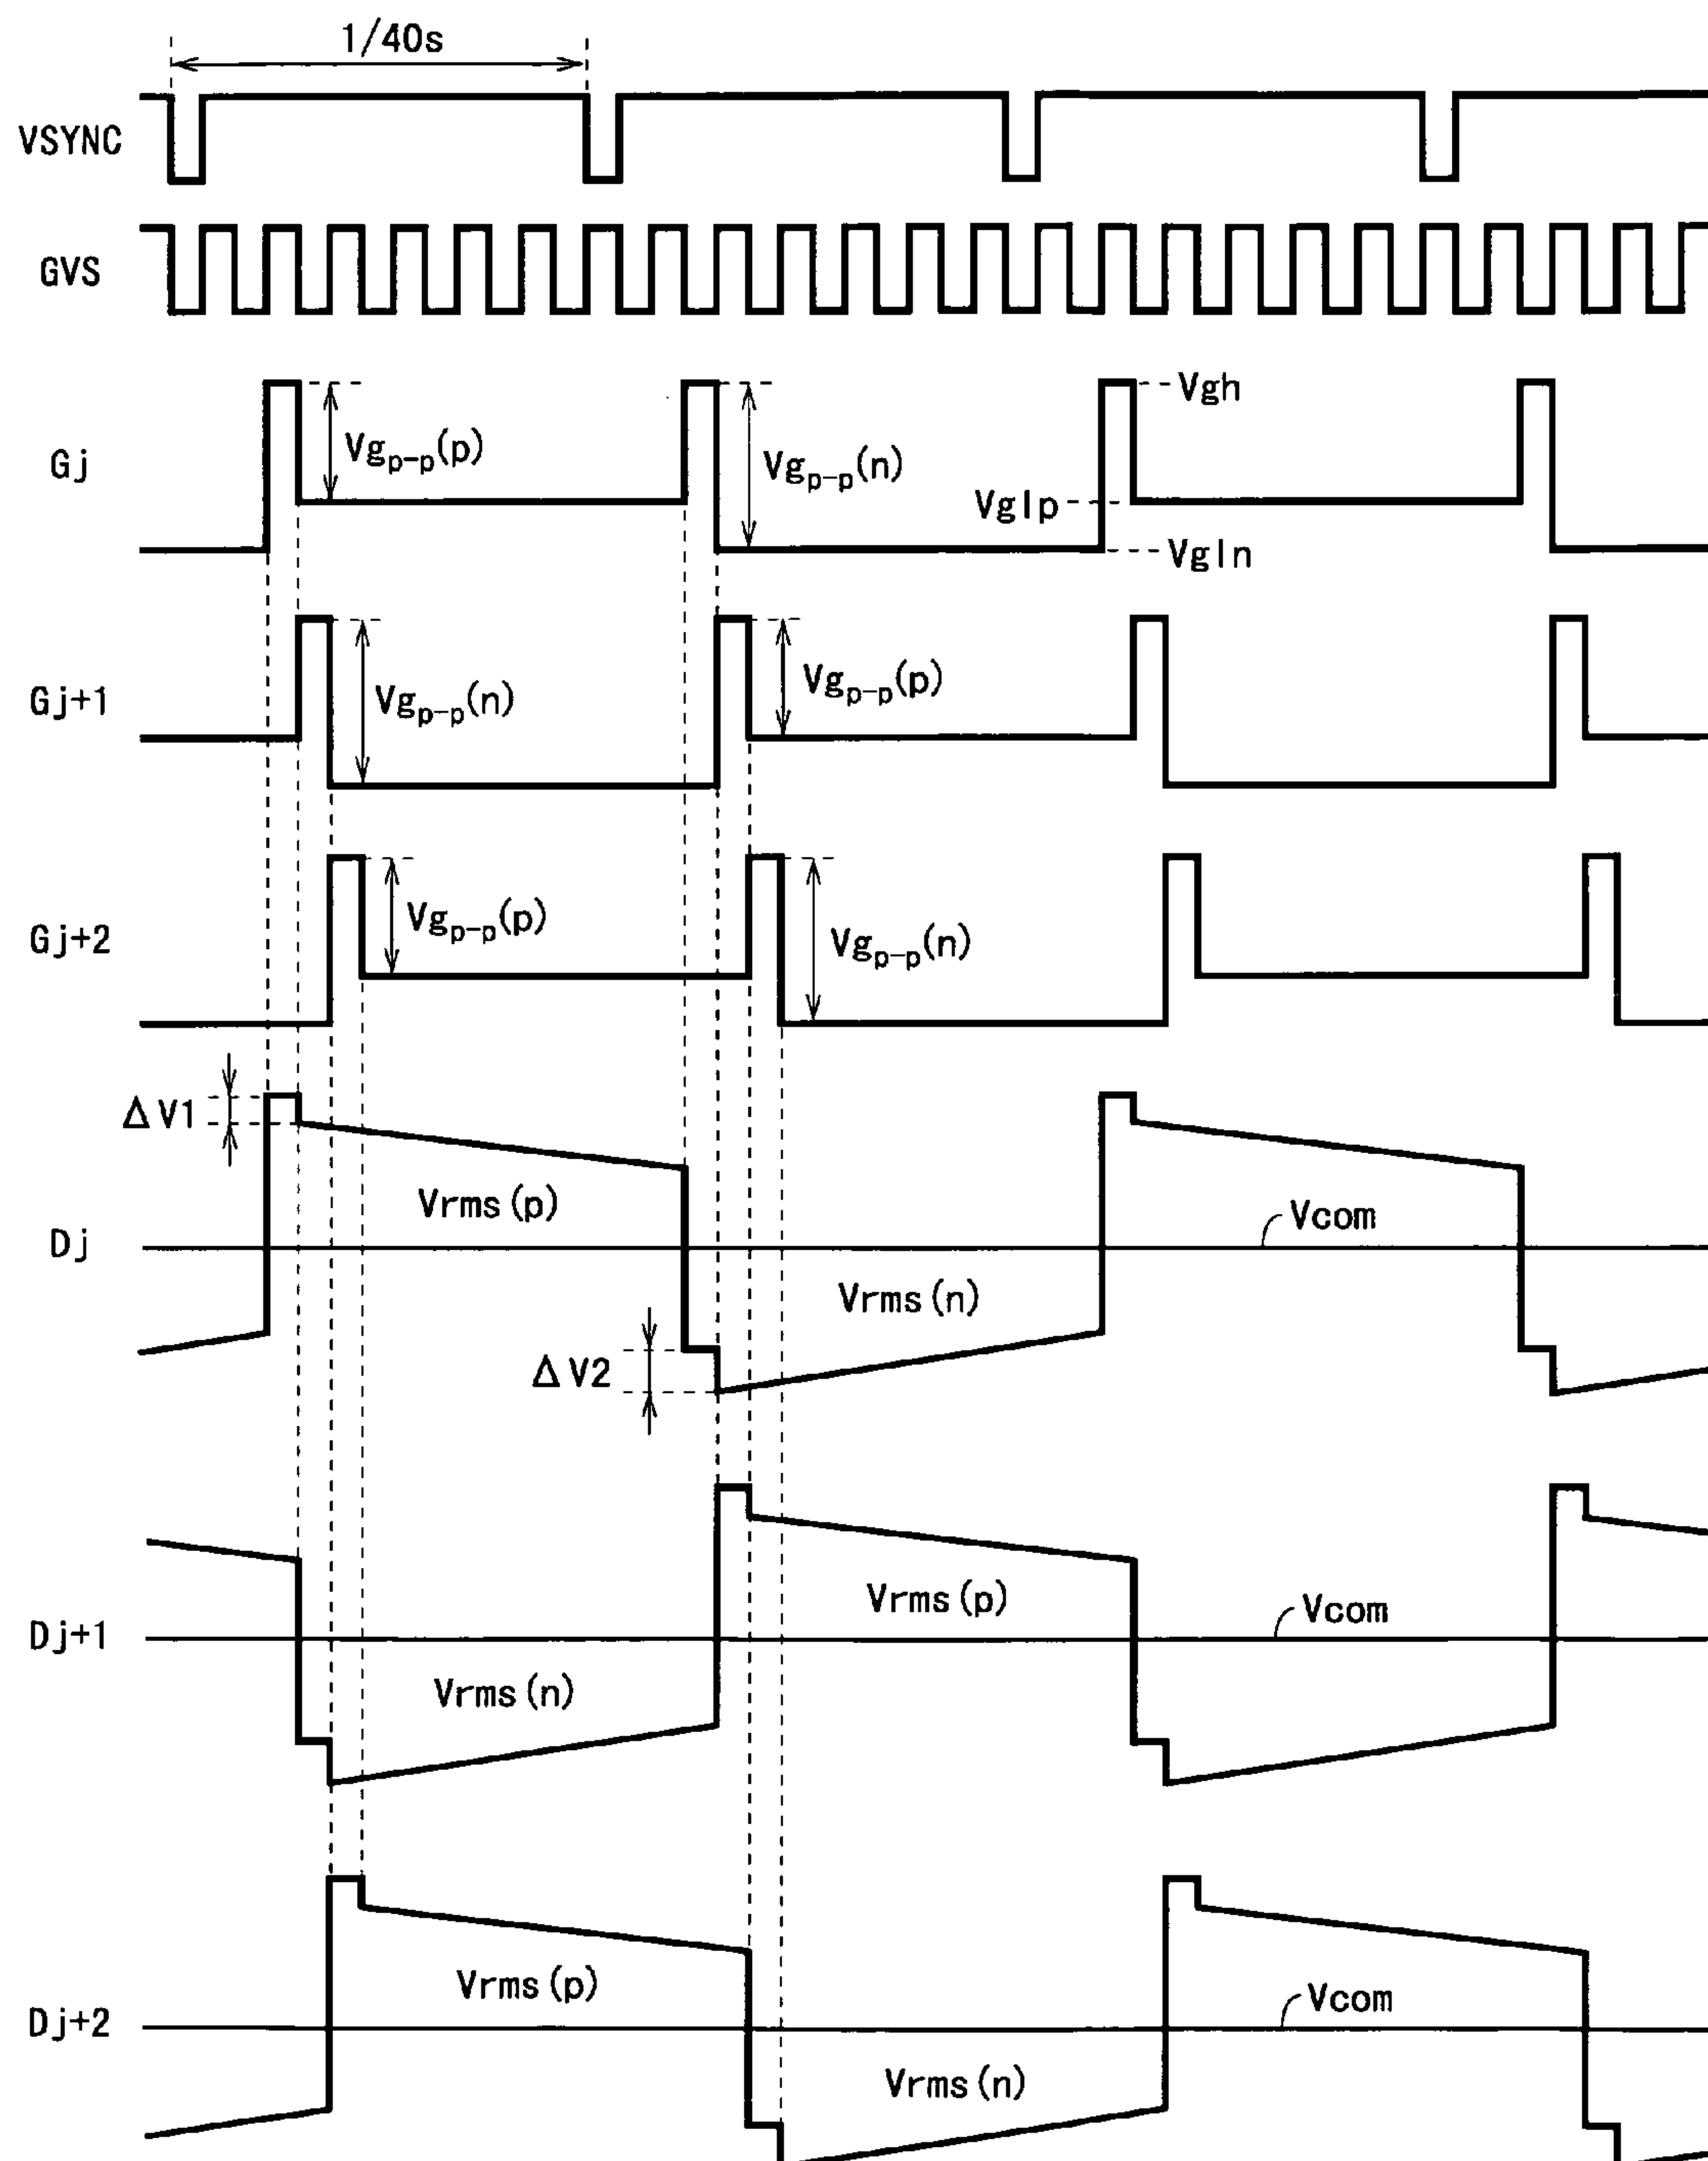 1/40s
VSYNC
GVS
Gj
Vgp-p(p)
Vgp-p(n)
Vgh
Vglp
Vgln
Gj+1
Vgp-p(n)
Vgp-p(p)
Gj+2
Vgp-p(p)
Vgp-p(n)
ΔV1
Dj
Vrms(p)
Vcom
Vrms(n)
ΔV2
Dj+1
Vrms(p)
Vcom
Vrms(n)
Dj+2
Vrms(p)
Vcom
Vrms(n)